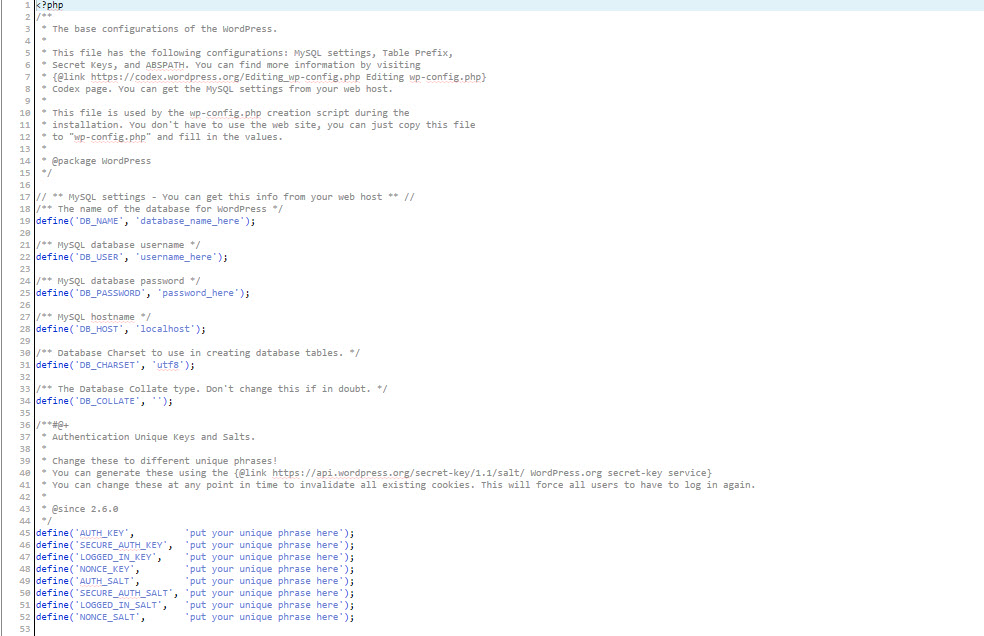 1 <?php
2 /**
3  * The base configurations of the WordPress.
4  *
5  * This file has the following configurations: MySQL settings, Table Prefix,
6  * Secret Keys, and ABSPATH. You can find more information by visiting
7  * {@link https://codex.wordpress.org/Editing_wp-config.php Editing wp-config.php}
8  * Codex page. You can get the MySQL settings from your web host.
9  *
10  * This file is used by the wp-config.php creation script during the
11  * installation. You don't have to use the web site, you can just copy this file
12  * to "wp-config.php" and fill in the values.
13  *
14  * @package WordPress
15  */
16
17 // ** MySQL settings - You can get this info from your web host ** //
18 /** The name of the database for WordPress */
19 define('DB_NAME', 'database_name_here');
20
21 /** MySQL database username */
22 define('DB_USER', 'username_here');
23
24 /** MySQL database password */
25 define('DB_PASSWORD', 'password_here');
26
27 /** MySQL hostname */
28 define('DB_HOST', 'localhost');
29
30 /** Database Charset to use in creating database tables. */
31 define('DB_CHARSET', 'utf8');
32
33 /** The Database Collate type. Don't change this if in doubt. */
34 define('DB_COLLATE', '');
35
36 /**#@+
37  * Authentication Unique Keys and Salts.
38  *
39  * Change these to different unique phrases!
40  * You can generate these using the {@link https://api.wordpress.org/secret-key/1.1/salt/ WordPress.org secret-key service}
41  * You can change these at any point in time to invalidate all existing cookies. This will force all users to have to log in again.
42  *
43  * @since 2.6.0
44  */
45 define('AUTH_KEY',         'put your unique phrase here');
46 define('SECURE_AUTH_KEY',  'put your unique phrase here');
47 define('LOGGED_IN_KEY',    'put your unique phrase here');
48 define('NONCE_KEY',        'put your unique phrase here');
49 define('AUTH_SALT',        'put your unique phrase here');
50 define('SECURE_AUTH_SALT', 'put your unique phrase here');
51 define('LOGGED_IN_SALT',   'put your unique phrase here');
52 define('NONCE_SALT',       'put your unique phrase here');
53